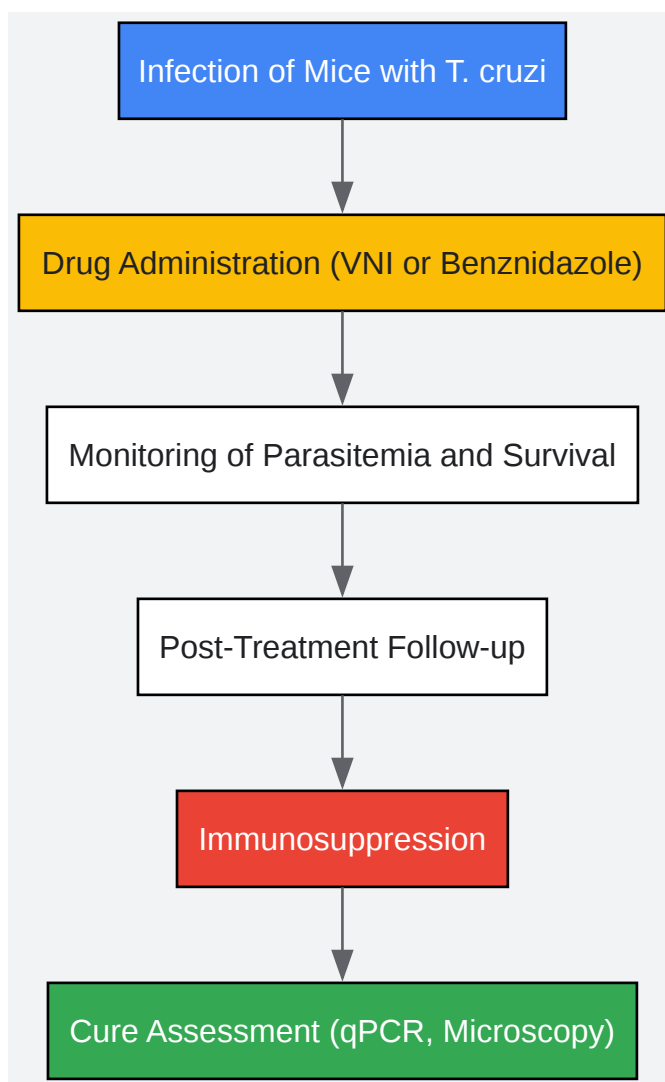 Infection of Mice with T. cruzi
Drug Administration (VNI or Benznidazole)
Monitoring of Parasitemia and Survival
Post-Treatment Follow-up
Immunosuppression
Cure Assessment (qPCR, Microscopy)